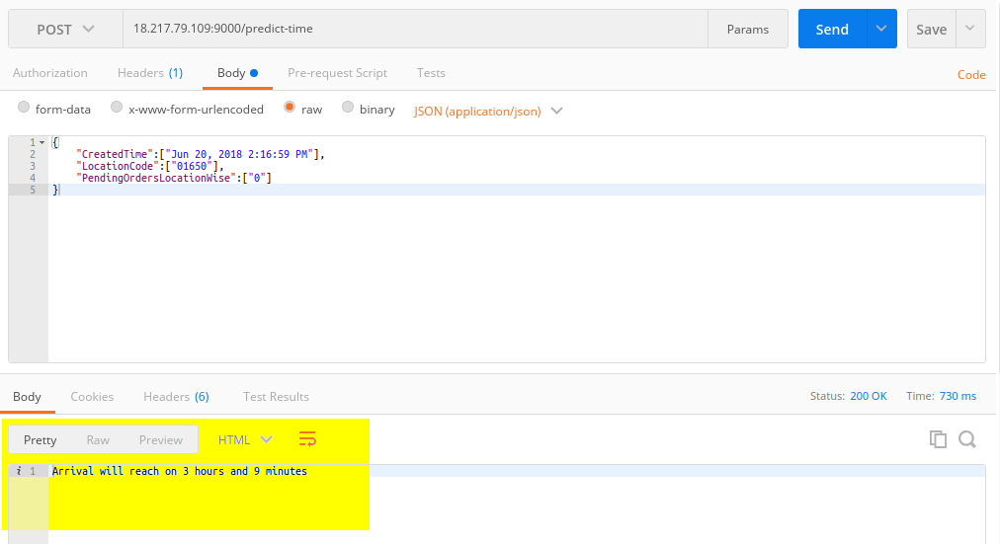 POST 18.217.79.109:9000/predict-time Params Send Save
Authorization Headers (1) Body Pre-request Script Tests Code
form-data x-www-form-urlencoded raw binary JSON (application/json)
1 {
2 "CreatedTime":["Jun 20, 2018 2:16:59 PM"],
3 "LocationCode":["01650"],
4 "PendingOrdersLocationWise":["0"]
5 }
Body Cookies Headers (6) Test Results Status: 200 OK Time: 730 ms
Pretty Raw Preview HTML
i 1 Arrival will reach on 3 hours and 9 minutes